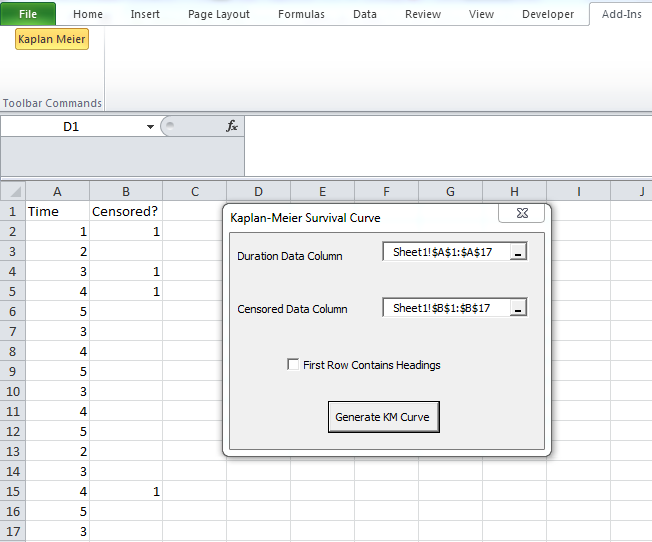 File Home Insert Page Layout Formulas Data Review View Developer Add-Ins
Kaplan Meier
Toolbar Commands
D1 fx
A B C D E F G H I J
1 Time Censored?
2 1 1
3 2
4 3 1
5 4 1
6 5
7 3
8 4
9 5
10 3
11 4
12 5
13 2
14 3
15 4 1
16 5
17 3
Kaplan-Meier Survival Curve
Duration Data Column Sheet1!$A$1:$A$17
Censored Data Column Sheet1!$B$1:$B$17
First Row Contains Headings
Generate KM Curve